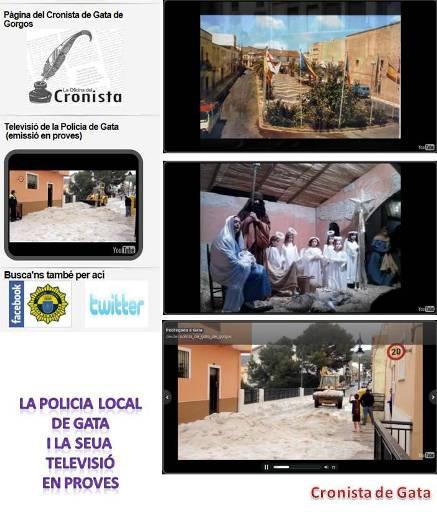 Pàgina del Cronista de Gata de
Gorgos
La Oficina del
Cronista
Televisió de la Policia de Gata
(emissió en proves)
YouTube
Busca'ns també per aci
facebook
twitter
LA POLICIA LOCAL
DE GATA
I LA SEUA
TELEVISIÓ
EN PROVES
YouTube
YouTube
Pedregada a Gata
20
YouTube
Cronista de Gata